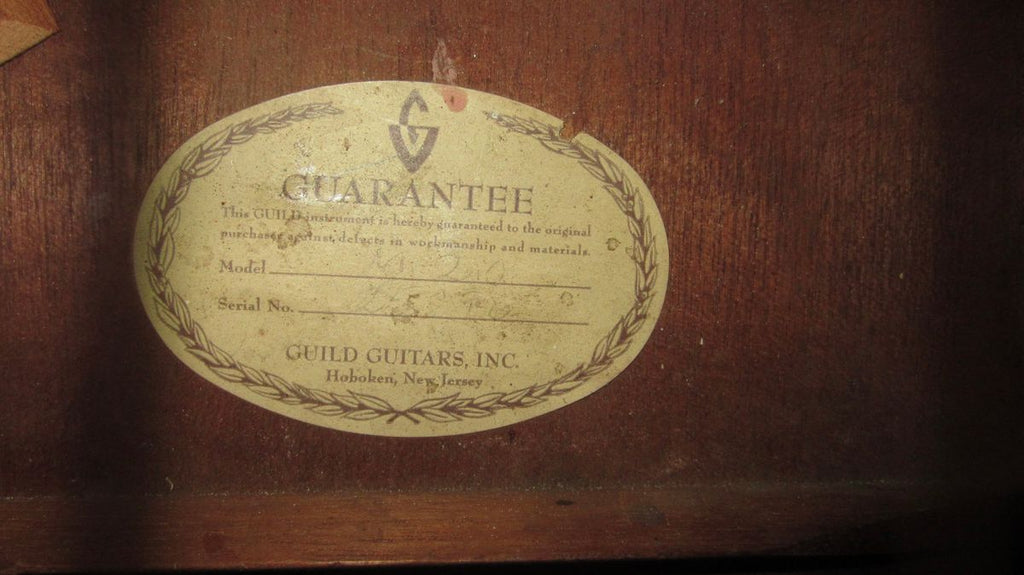 G
GUARANTEE
This GUILD instrument is hereby guaranteed to the original
purchaser against defects in workmanship and materials.
Model
Serial No.
GUILD GUITARS, INC.
Hoboken, New Jersey